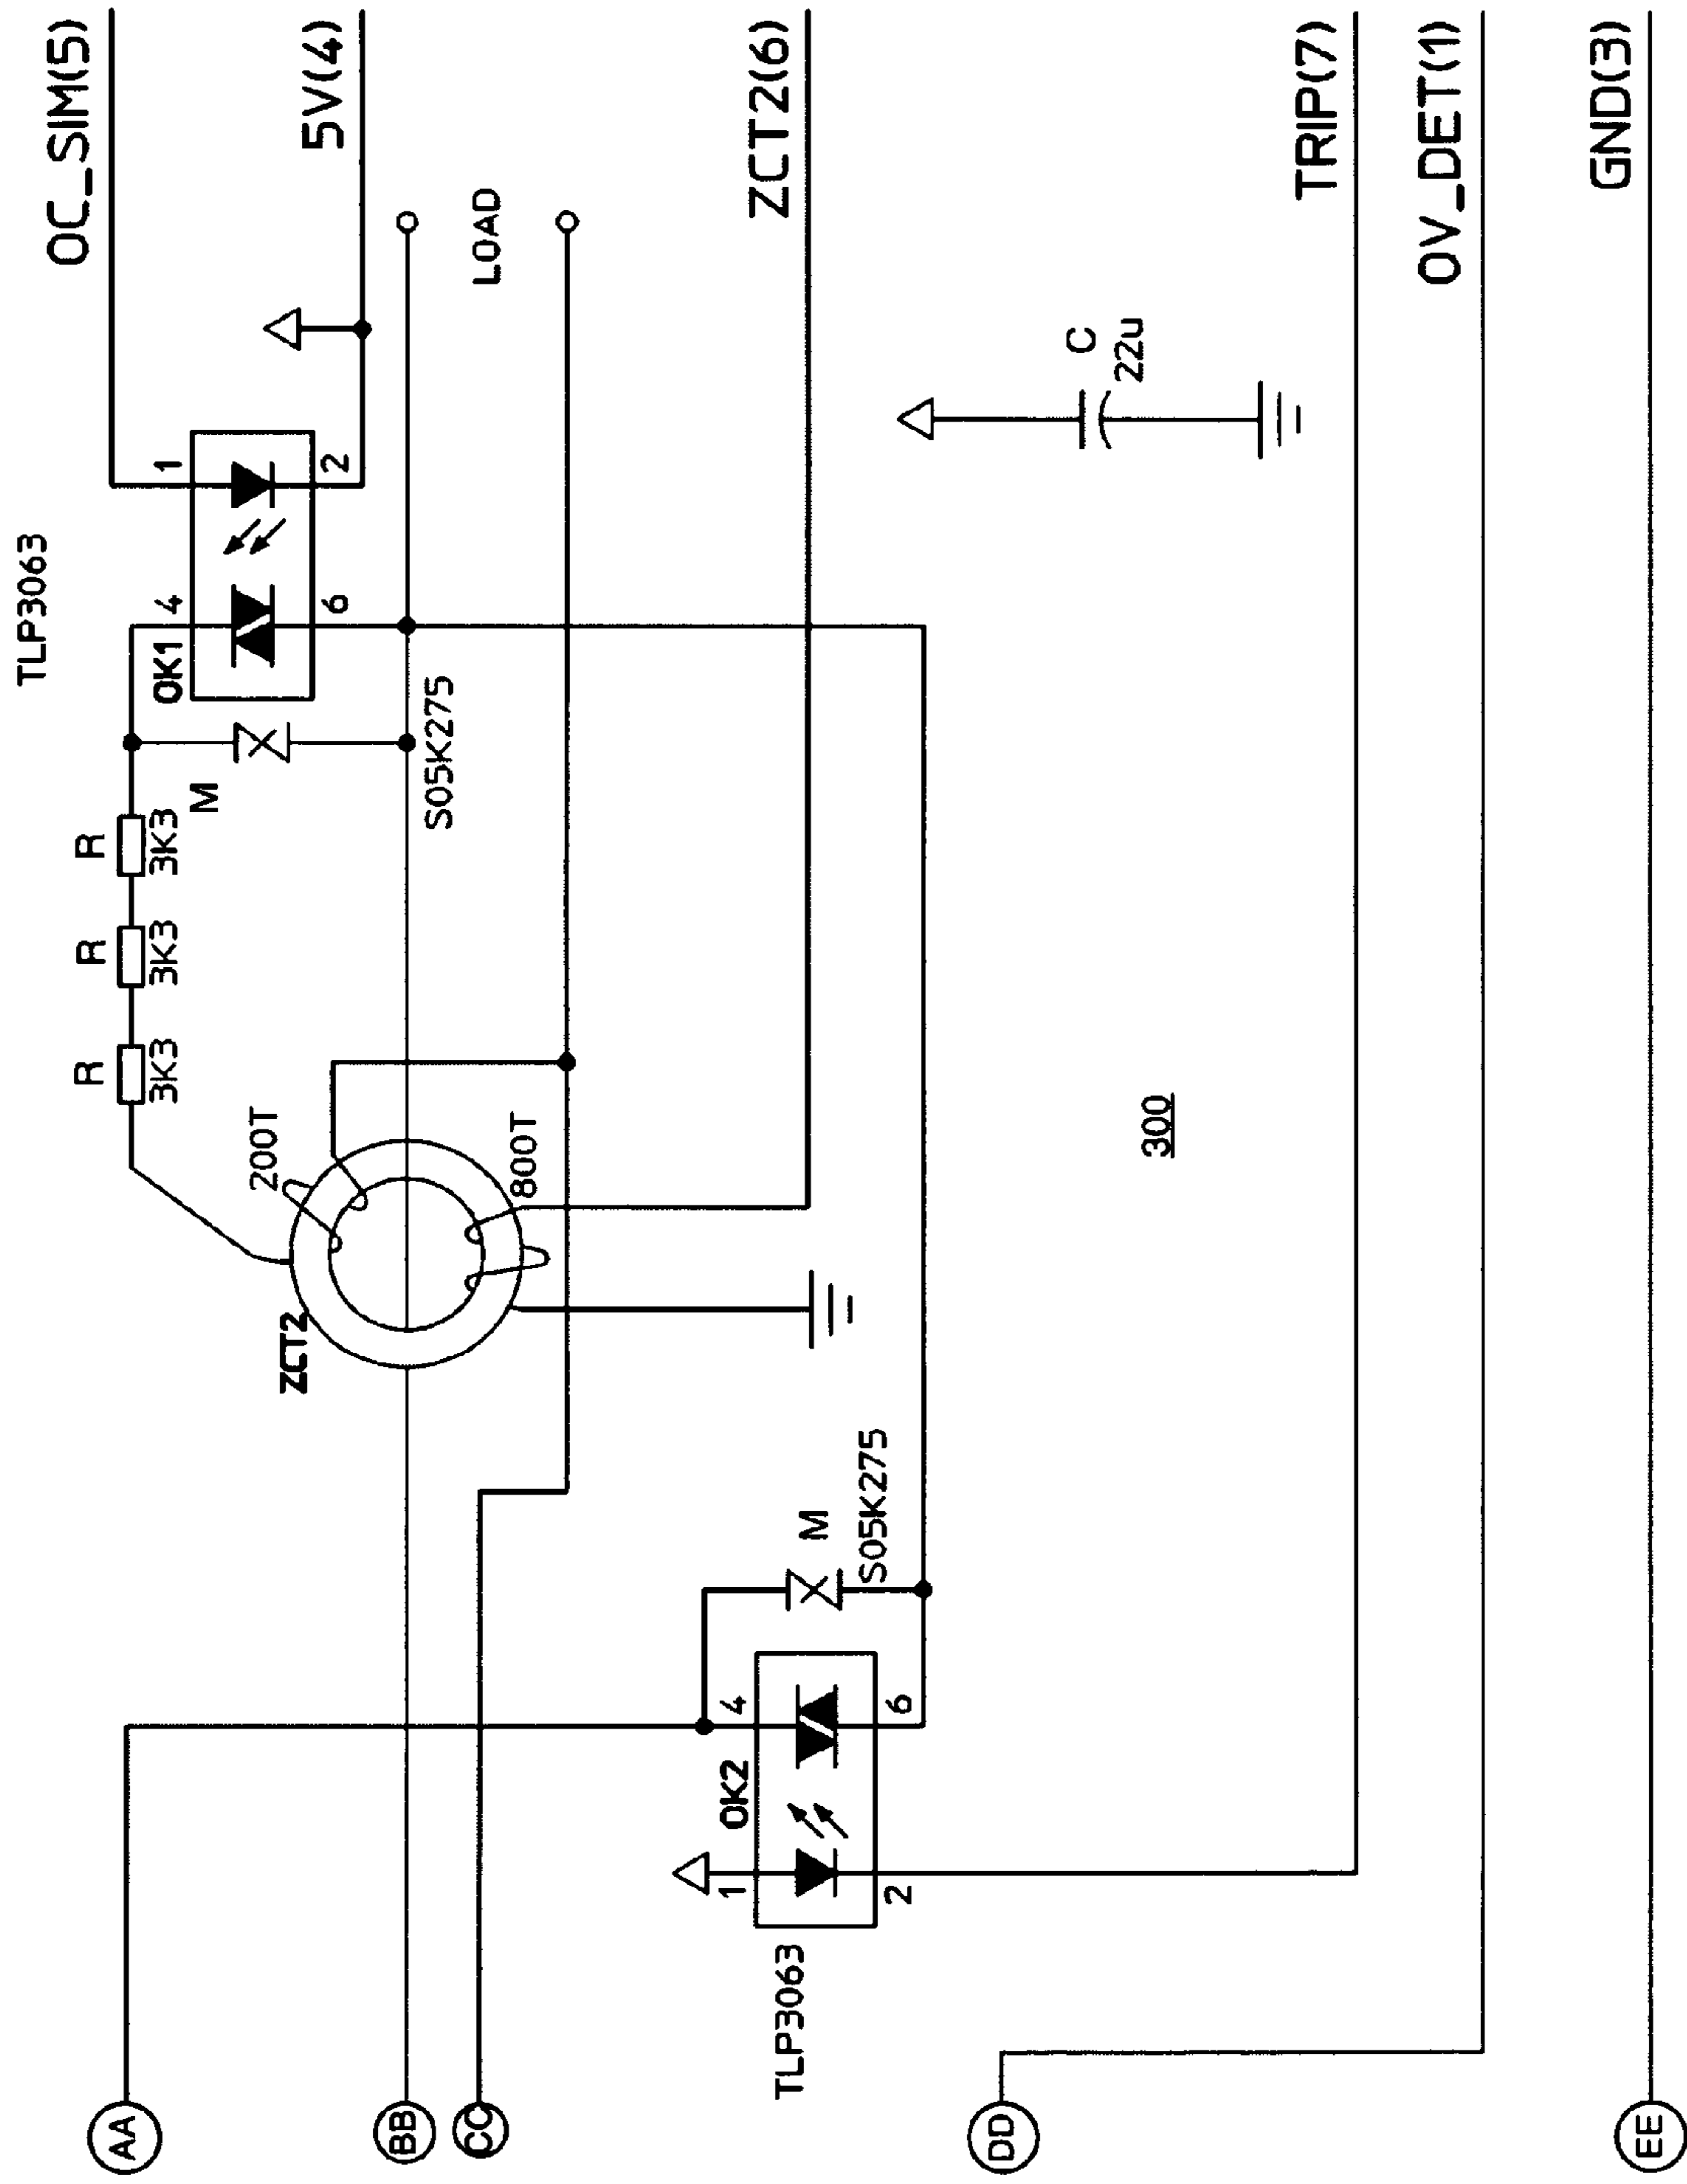 TLP3063
OC_SIM(5)
R
R
R
AA
3K3
3K3
3K3
OK1
4
1
M
200T
ZCT2
5V(4)
6
2
BB
S05K275
CC
LOAD
800T
1
OK2
4
ZCT2(6)
TLP3063
M
S05K275
2
6
DD
C
22u
300
TRIP(7)
OV_DET(1)
GND(3)
EE